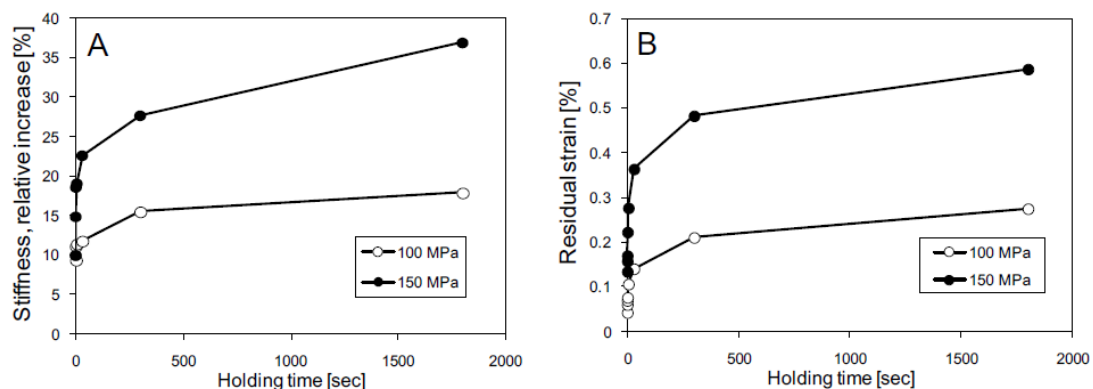 A
Stiffness, relative increase [%]
40
35
30
25
20
15
10
5
0
0 500 1000 1500 2000
Holding time [sec]
100 MPa
150 MPa
B
Residual strain [%]
0.7
0.6
0.5
0.4
0.3
0.2
0.1
0
0 500 1000 1500 2000
Holding time [sec]
100 MPa
150 MPa